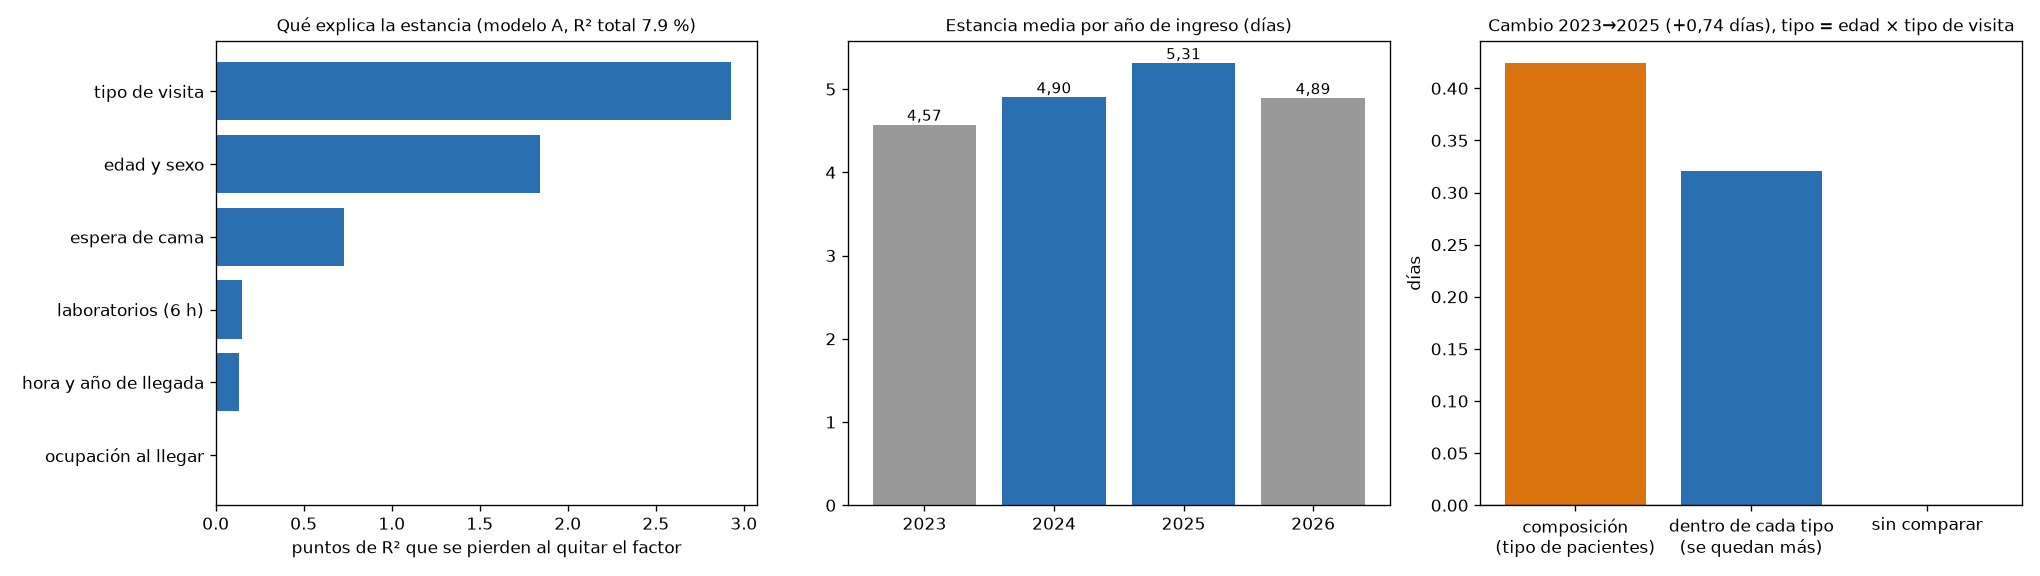 Qué explica la estancia (modelo A, R² total 7.9 %)
tipo de visita
edad y sexo
espera de cama
laboratorios (6 h)
hora y año de llegada
ocupación al llegar
0.0 0.5 1.0 1.5 2.0 2.5 3.0
puntos de R² que se pierden al quitar el factor
Estancia media por año de ingreso (días)
5
4
3
2
1
0
4,57
4,90
5,31
4,89
2023 2024 2025 2026
Cambio 2023→2025 (+0,74 días), tipo = edad × tipo de visita
días
0.40
0.35
0.30
0.25
0.20
0.15
0.10
0.05
0.00
composición
(tipo de pacientes)
dentro de cada tipo
(se quedan más)
sin comparar